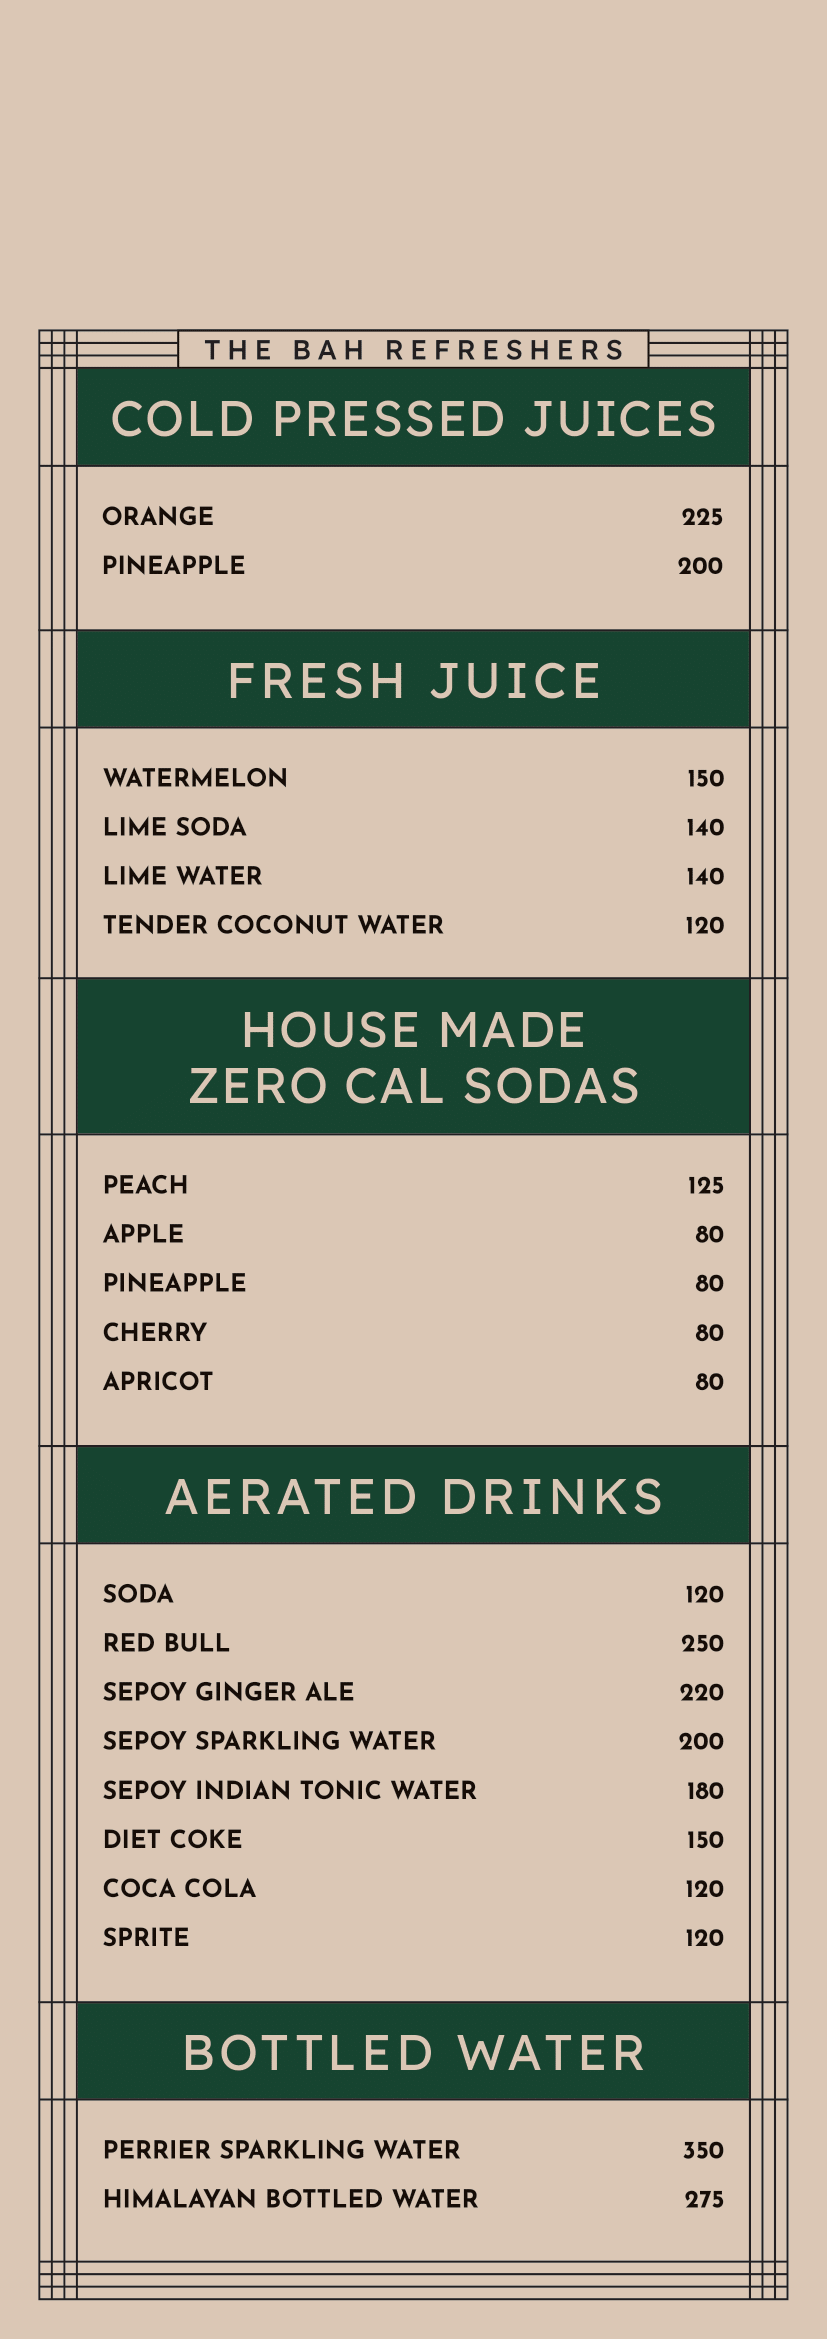 THE BAH REFRESHERS
COLD PRESSED JUICES
ORANGE 225
PINEAPPLE 200
FRESH JUICE
WATERMELON 150
LIME SODA 140
LIME WATER 140
TENDER COCONUT WATER 120
HOUSE MADE
ZERO CAL SODAS
PEACH 125
APPLE 80
PINEAPPLE 80
CHERRY 80
APRICOT 80
AERATED DRINKS
SODA 120
RED BULL 250
SEPOY GINGER ALE 220
SEPOY SPARKLING WATER 200
SEPOY INDIAN TONIC WATER 180
DIET COKE 150
COCA COLA 120
SPRITE 120
BOTTLED WATER
PERRIER SPARKLING WATER 350
HIMALAYAN BOTTLED WATER 275